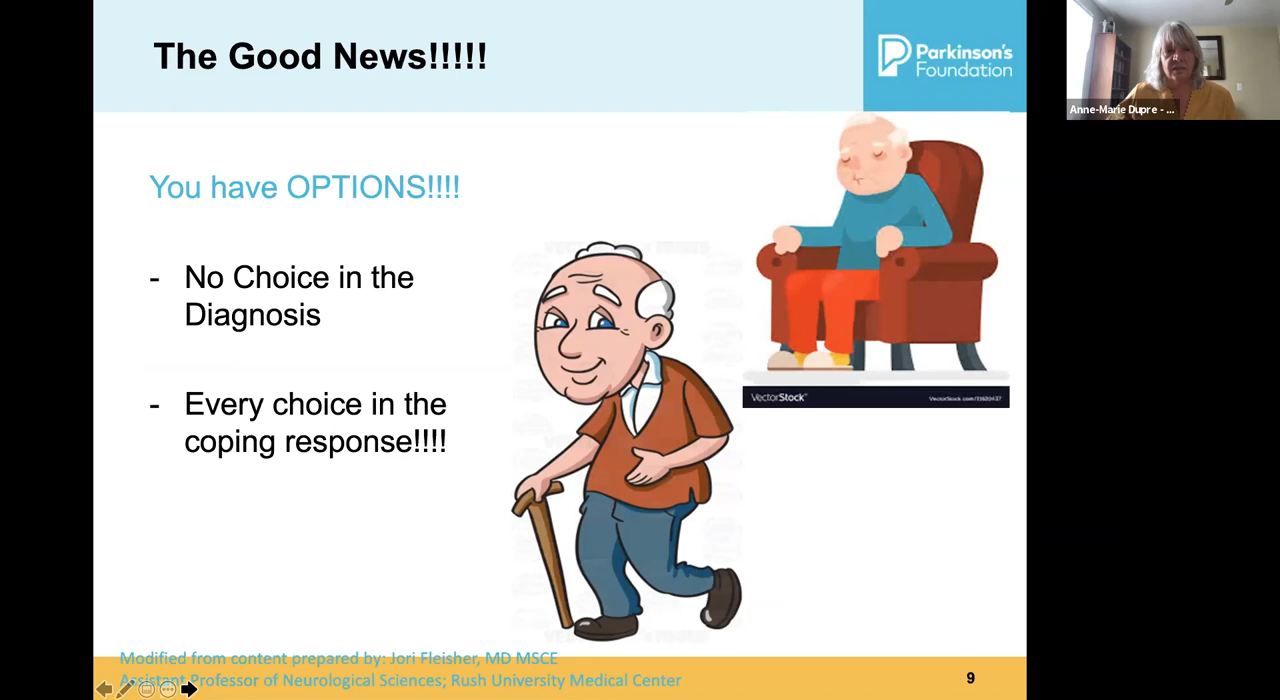 The Good News!!!!!
Parkinson's
Foundation
Anne-Marie Dupre - ...
You have OPTIONS!!!!
- No Choice in the
Diagnosis
- Every choice in the
coping response!!!!
VectorStock
VectorStock.com/13620437
Modified from content prepared by: Jori Fleisher, MD MSCE
Assistant Professor of Neurological Sciences; Rush University Medical Center
9